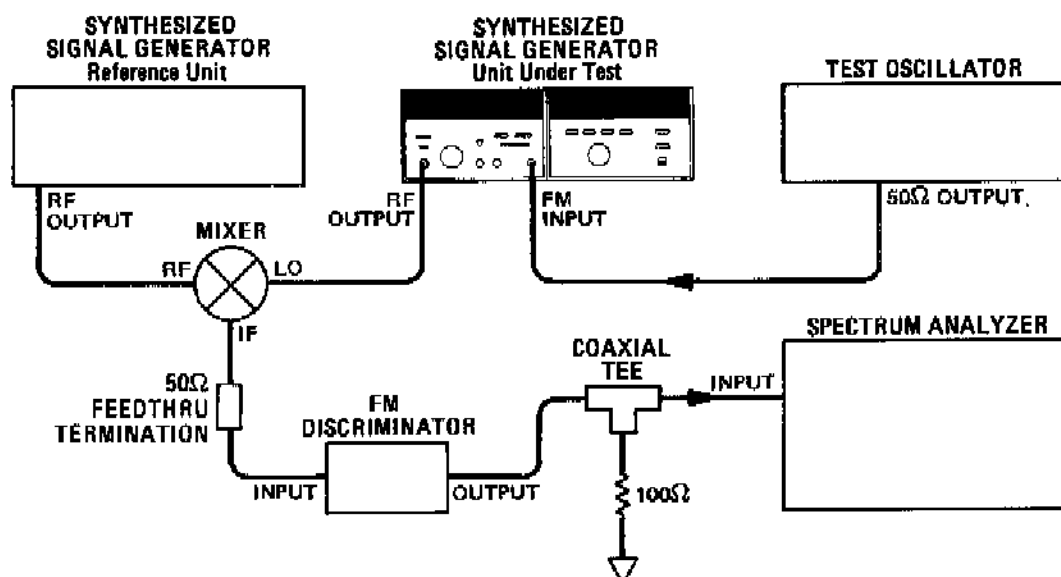 SYNTHESIZED
SIGNAL GENERATOR
Reference Unit
SYNTHESIZED
SIGNAL GENERATOR
Unit Under Test
TEST OSCILLATOR
RF
OUTPUT
RF
OUTPUT
FM
INPUT
50Ω OUTPUT
MIXER
RF
LO
IF
50Ω
FEEDTHRU
TERMINATION
FM
DISCRIMINATOR
INPUT
OUTPUT
COAXIAL
TEE
100Ω
INPUT
SPECTRUM ANALYZER